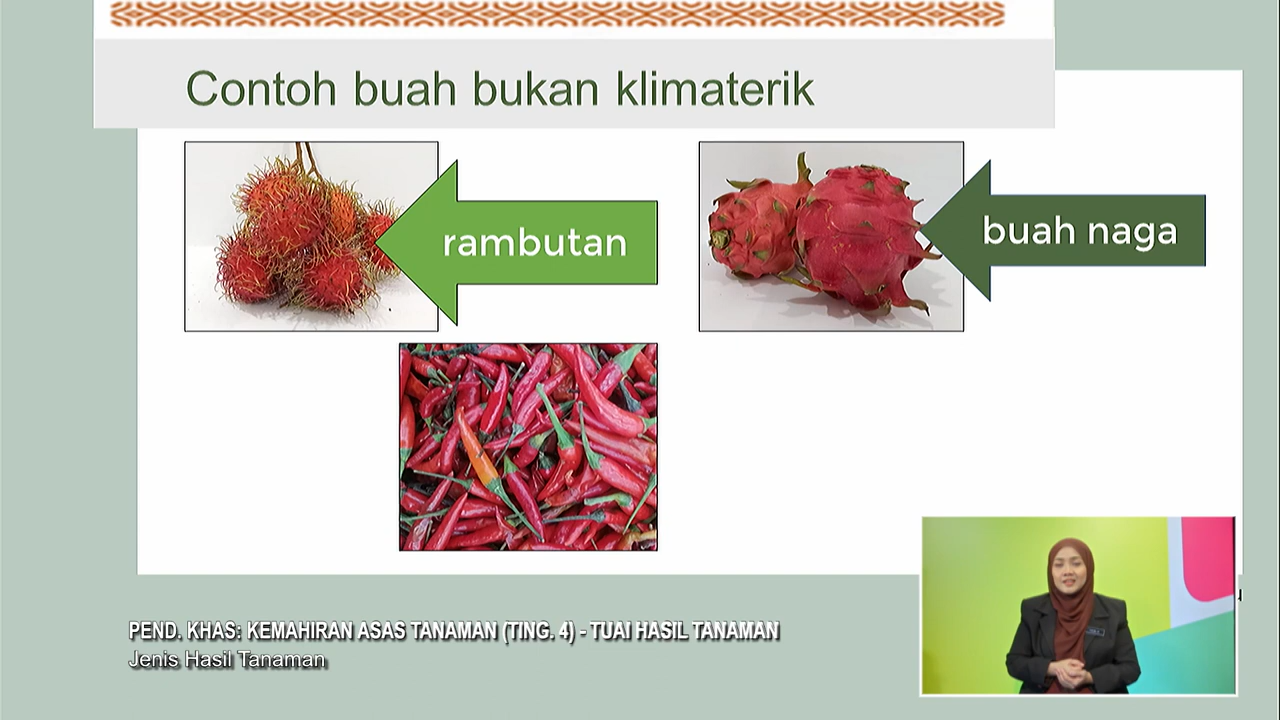 Contoh buah bukan klimaterik
rambutan
buah naga
PEND. KHAS: KEMAHIRAN ASAS TANAMAN (TING. 4) - TUAI HASIL TANAMAN
Jenis Hasil Tanaman